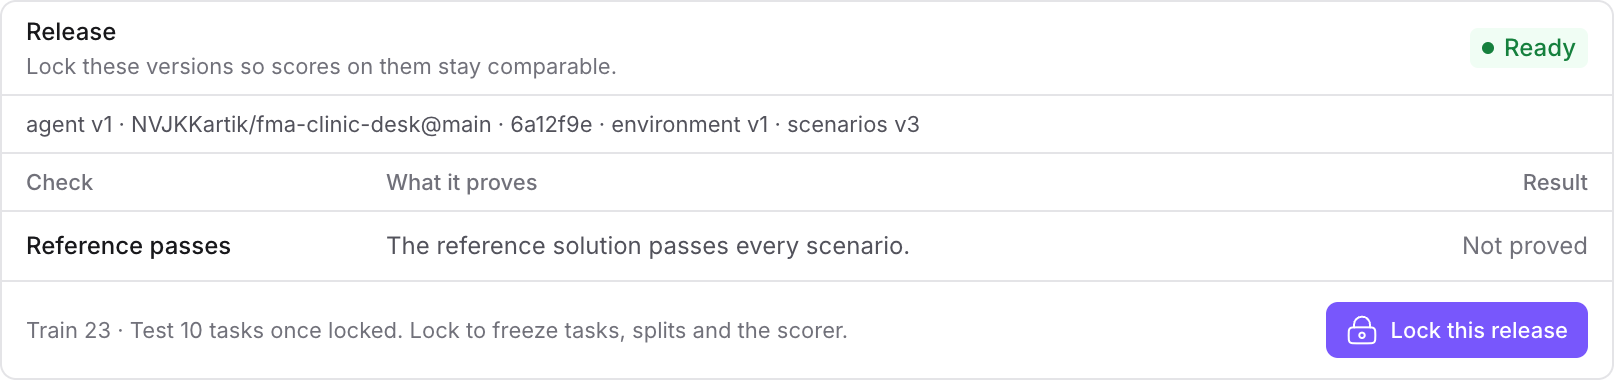 Release
Ready
Lock these versions so scores on them stay comparable.
agent v1 · NVJKKartik/fma-clinic-desk@main · 6a12f9e · environment v1 · scenarios v3
Check What it proves Result
Reference passes The reference solution passes every scenario. Not proved
Train 23 · Test 10 tasks once locked. Lock to freeze tasks, splits and the scorer. Lock this release